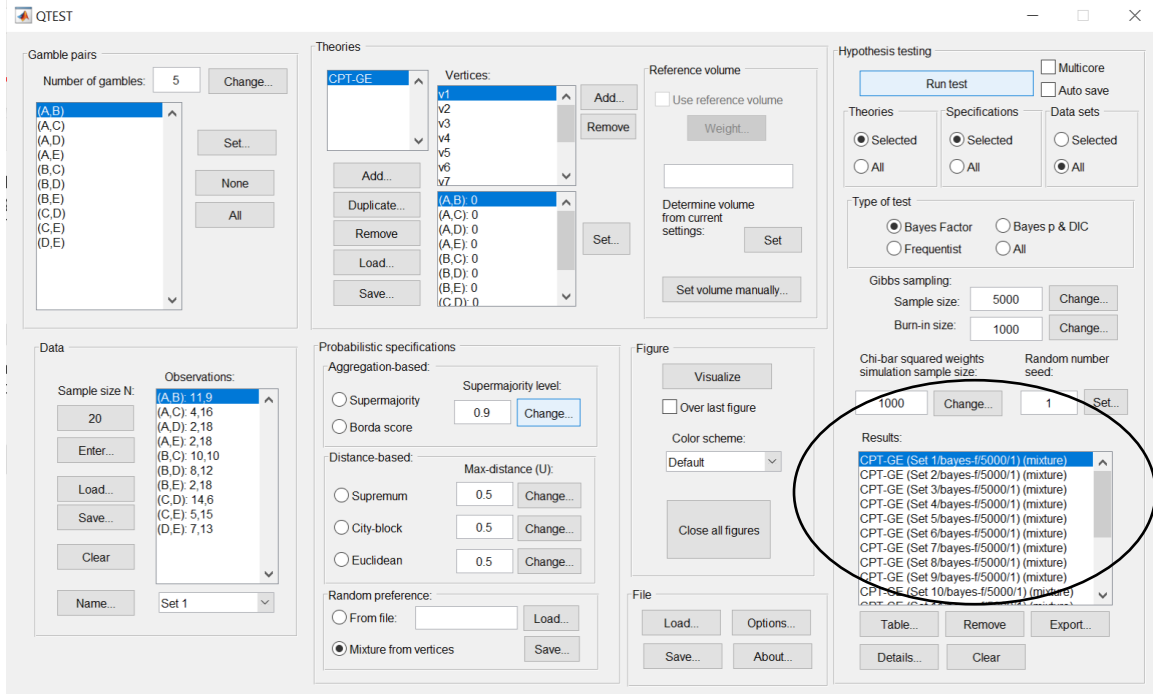 QTEST
Gamble pairs
Number of gambles: 5 Change...
(A,B)
(A,C)
(A,D)
(A,E)
(B,C)
(B,D)
(B,E)
(C,D)
(C,E)
(D,E)
Set...
None
All
Theories
CPT-GE
Add...
Duplicate...
Remove
Load...
Save...
Vertices:
v1
v2
v3
v4
v5
v6
v7
Add...
Remove
(A,B): 0
(A,C): 0
(A,D): 0
(A,E): 0
(B,C): 0
(B,D): 0
(B,E): 0
(C,D): 0
Set...
Reference volume
Use reference volume
Weight...
Determine volume
from current
settings:
Set
Set volume manually...
Hypothesis testing
Run test
Multicore
Auto save
Theories
Selected
All
Specifications
Selected
All
Data sets
Selected
All
Type of test
Bayes Factor Bayes p & DIC
Frequentist All
Gibbs sampling:
Sample size: 5000 Change...
Burn-in size: 1000 Change...
Chi-bar squared weights
simulation sample size:
1000 Change...
Random number
seed:
1 Set...
Results:
CPT-GE (Set 1/bayes-f/5000/1) (mixture)
CPT-GE (Set 2/bayes-f/5000/1) (mixture)
CPT-GE (Set 3/bayes-f/5000/1) (mixture)
CPT-GE (Set 4/bayes-f/5000/1) (mixture)
CPT-GE (Set 5/bayes-f/5000/1) (mixture)
CPT-GE (Set 6/bayes-f/5000/1) (mixture)
CPT-GE (Set 7/bayes-f/5000/1) (mixture)
CPT-GE (Set 8/bayes-f/5000/1) (mixture)
CPT-GE (Set 9/bayes-f/5000/1) (mixture)
CPT-GE (Set 10/bayes-f/5000/1) (mixture)
Table... Remove Export...
Details... Clear
Data
Sample size N:
20
Enter...
Load...
Save...
Clear
Name...
Observations:
(A,B): 11,9
(A,C): 4,16
(A,D): 2,18
(A,E): 2,18
(B,C): 10,10
(B,D): 8,12
(B,E): 2,18
(C,D): 14,6
(C,E): 5,15
(D,E): 7,13
Set 1
Probabilistic specifications
Aggregation-based:
Supermajority
Borda score
Supermajority level:
0.9 Change...
Distance-based:
Max-distance (U):
Supremum 0.5 Change...
City-block 0.5 Change...
Euclidean 0.5 Change...
Random preference:
From file: Load...
Mixture from vertices Save...
Figure
Visualize
Over last figure
Color scheme:
Default
Close all figures
File
Load... Options...
Save... About...